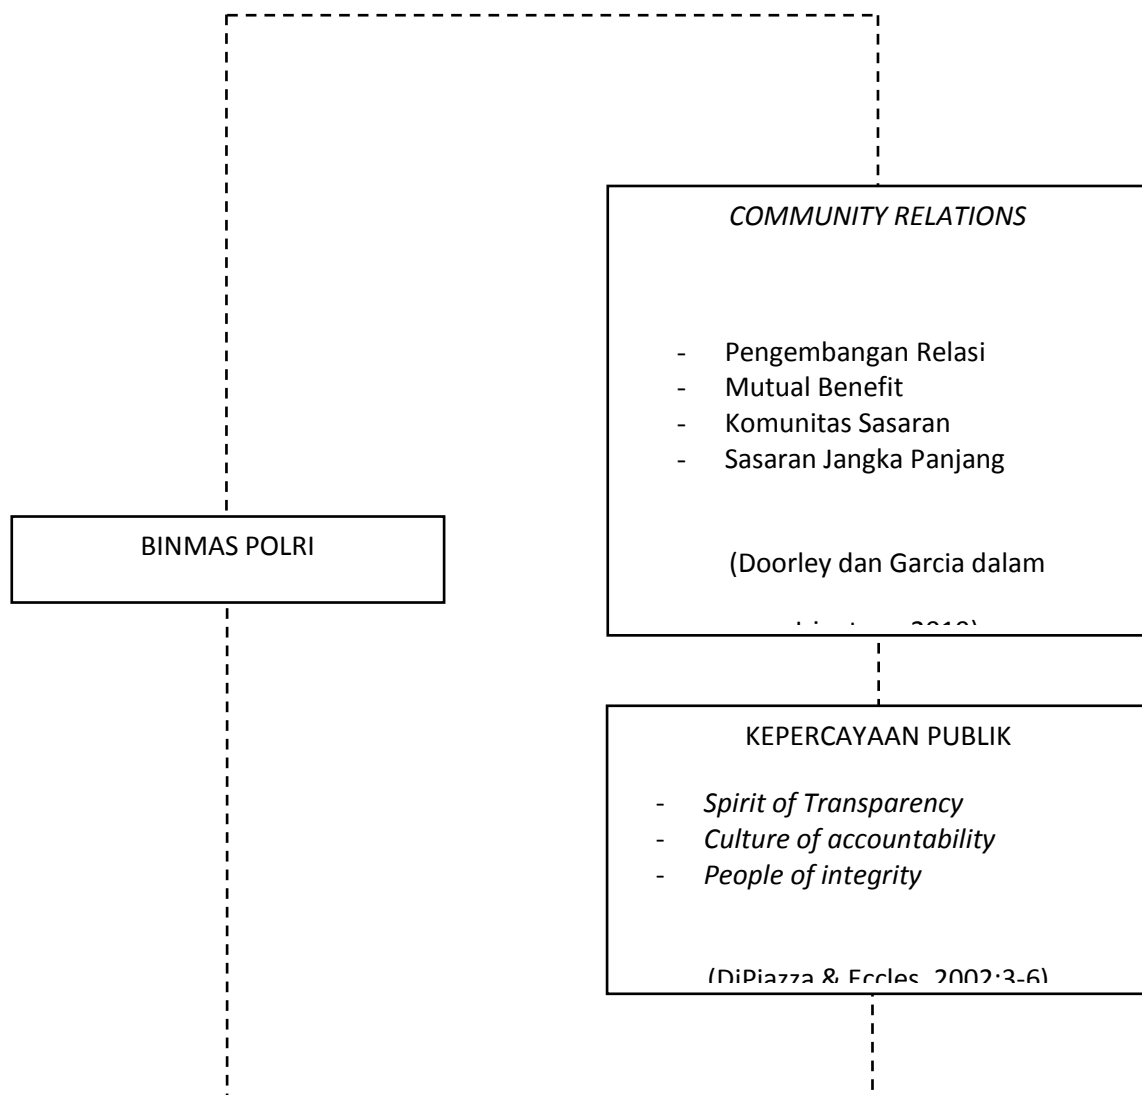 COMMUNITY RELATIONS
- Pengembangan Relasi
- Mutual Benefit
- Komunitas Sasaran
- Sasaran Jangka Panjang
(Doorley dan Garcia dalam
BINMAS POLRI
KEPERCAYAAN PUBLIK
- Spirit of Transparency
- Culture of accountability
- People of integrity
(DiPiazza & Eccles, 2002:3-6)